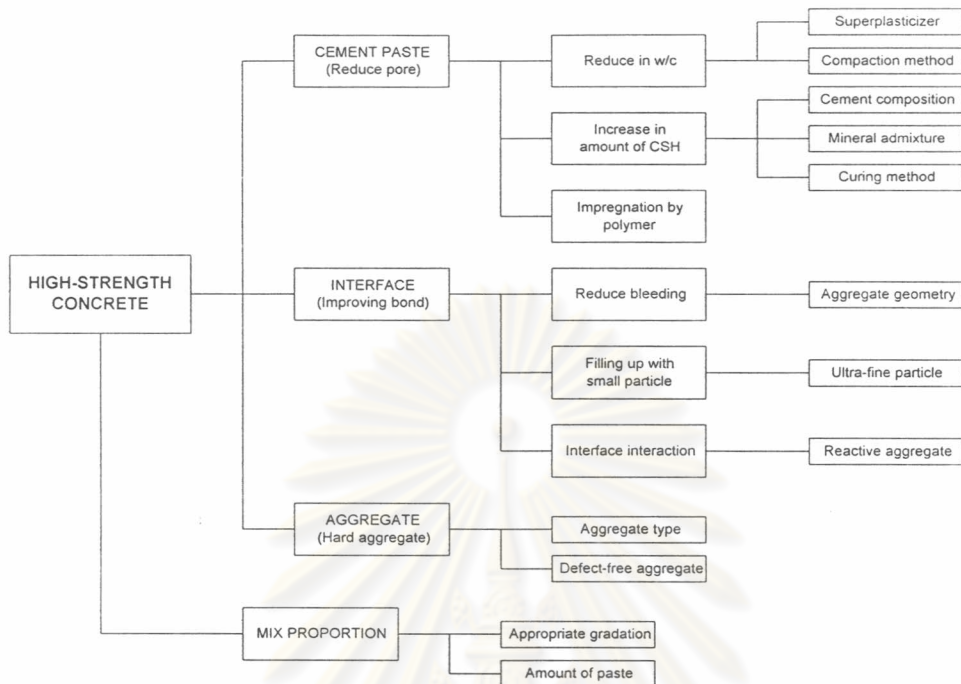 HIGH-STRENGTH
CONCRETE
CEMENT PASTE
(Reduce pore)
Reduce in w/c
Superplasticizer
Compaction method
Increase in
amount of CSH
Cement composition
Mineral admixture
Curing method
Impregnation by
polymer
INTERFACE
(Improving bond)
Reduce bleeding
Aggregate geometry
Filling up with
small particle
Ultra-fine particle
Interface interaction
Reactive aggregate
AGGREGATE
(Hard aggregate)
Aggregate type
Defect-free aggregate
MIX PROPORTION
Appropriate gradation
Amount of paste